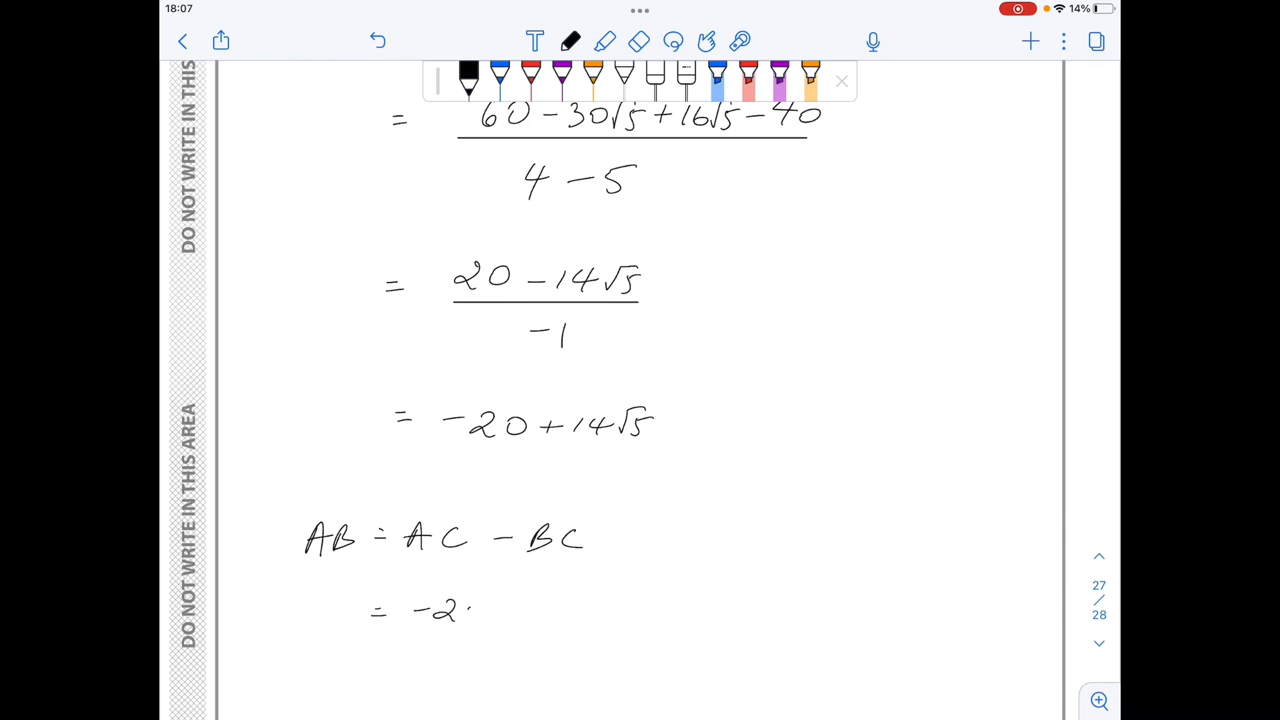 18:07
14%
DO NOT WRITE IN THIS
= 60 - 30√5 + 16√5 - 40
4 - 5
= 20 - 14√5
-1
= -20 + 14√5
DO NOT WRITE IN THIS AREA
AB = AC - BC
= -2
27
/
28